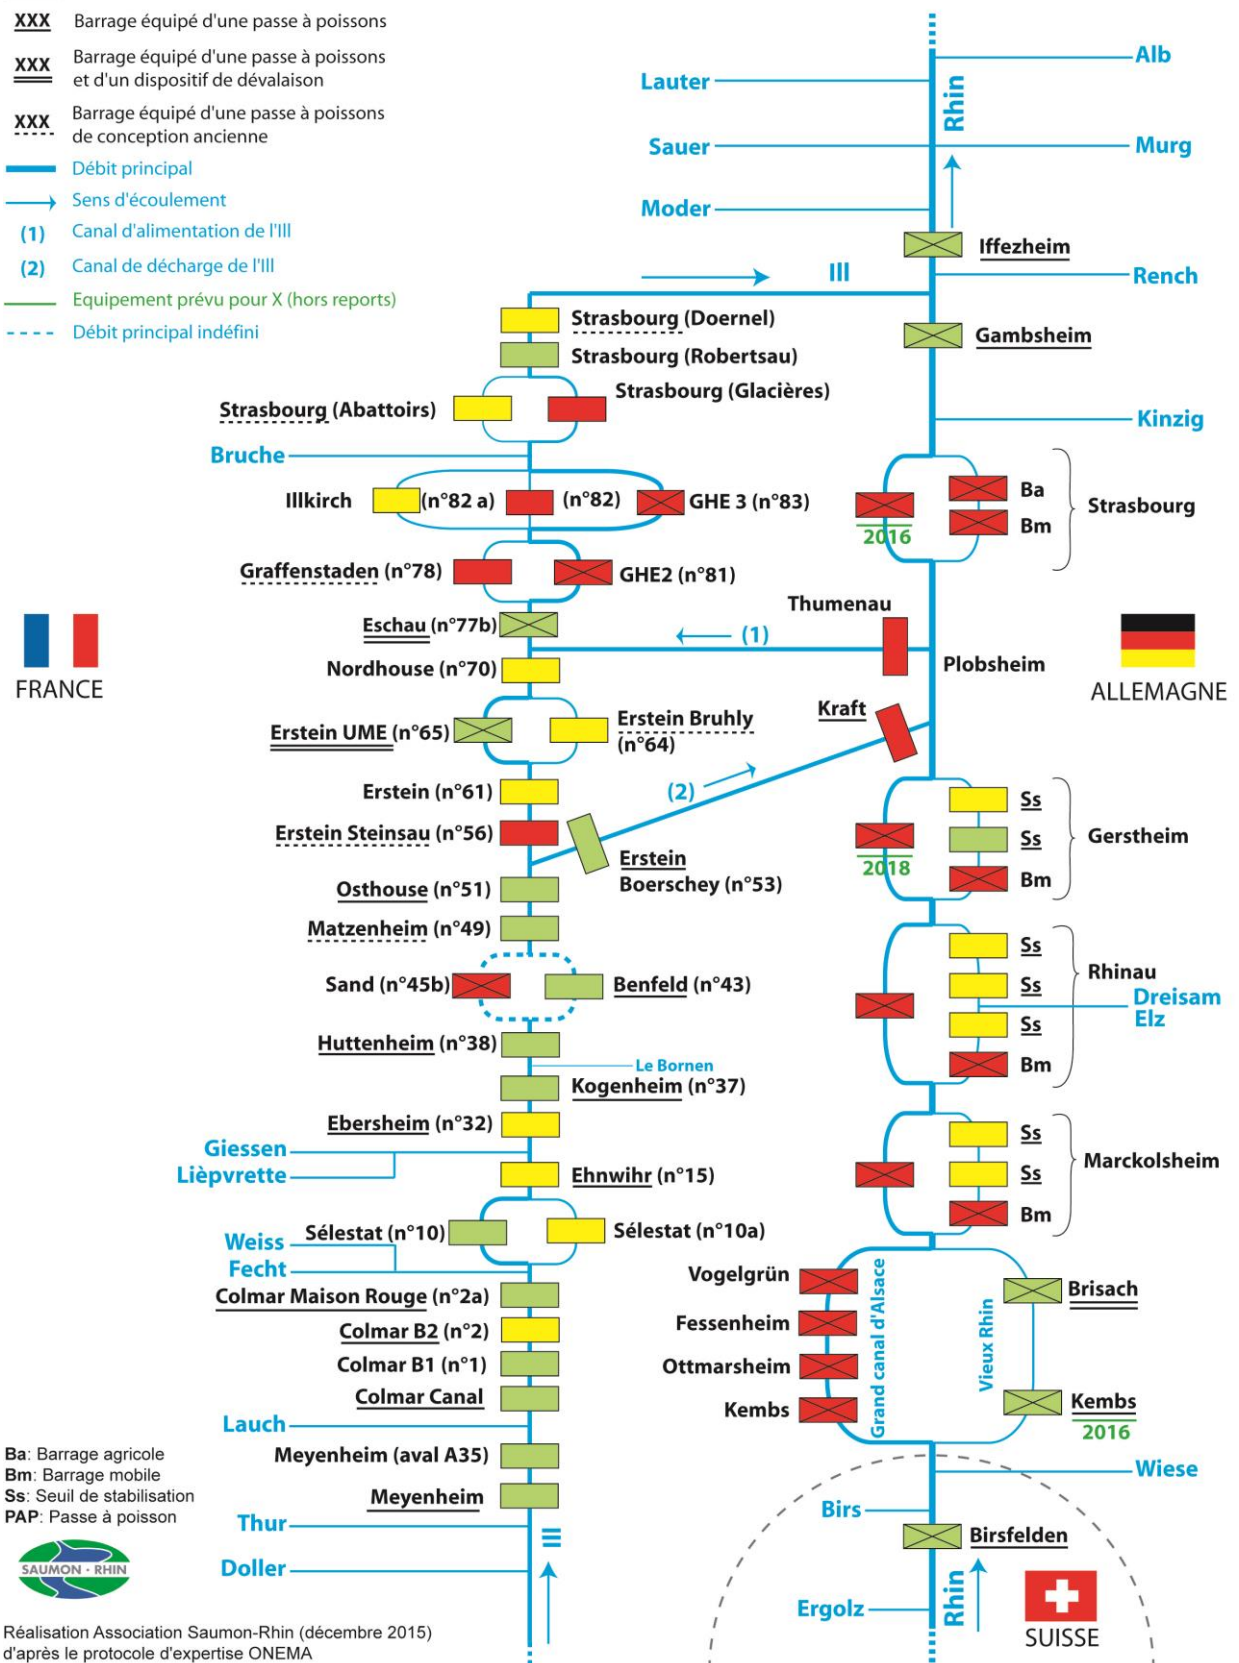 XXX Barrage équipé d'une passe à poissons
XXX Barrage équipé d'une passe à poissons
et d'un dispositif de dévalaison
XXX Barrage équipé d'une passe à poissons
de conception ancienne
Débit principal
Sens d'écoulement
(1) Canal d'alimentation de l'Ill
(2) Canal de décharge de l'Ill
Equipement prévu pour X (hors reports)
Débit principal indéfini
Alb
Lauter
Rhin
Sauer
Murg
Moder
Iffezheim
Ill
Rench
Strasbourg (Doernel)
Gambsheim
Strasbourg (Robertsau)
Strasbourg (Glacières)
Strasbourg (Abattoirs)
Kinzig
Bruche
Illkirch
(n°82 a)
(n°82)
GHE 3 (n°83)
2016
Ba
Bm
Strasbourg
Graffenstaden (n°78)
GHE2 (n°81)
Thumenau
Eschau (n°77b)
(1)
FRANCE
Nordhouse (n°70)
Plobsheim
ALLEMAGNE
Kraft
Erstein UME (n°65)
Erstein Bruhly
(n°64)
Erstein (n°61)
(2)
Ss
Erstein Steinsau (n°56)
Ss
Gerstheim
2018
Erstein
Boerschey (n°53)
Bm
Osthouse (n°51)
Matzenheim (n°49)
Ss
Rhinau
Sand (n°45b)
Benfeld (n°43)
Ss
Dreisam
Elz
Ss
Huttenheim (n°38)
Le Bornen
Bm
Kogenheim (n°37)
Ebersheim (n°32)
Ss
Giessen
Lièpvrette
Ehnwihr (n°15)
Ss
Marckolsheim
Bm
Sélestat (n°10)
Sélestat (n°10a)
Weiss
Fecht
Vogelgrün
Grand canal d'Alsace
Vieux Rhin
Brisach
Colmar Maison Rouge (n°2a)
Colmar B2 (n°2)
Fessenheim
Colmar B1 (n°1)
Ottmarsheim
Colmar Canal
Kembs
Kembs
2016
Lauch
Meyenheim (aval A35)
Wiese
Meyenheim
Birs
Ba: Barrage agricole
Bm: Barrage mobile
Ss: Seuil de stabilisation
PAP: Passe à poisson
Thur
Ill
Birsfelden
SAUMON · RHIN
Doller
Rhin
Ergolz
SUISSE
Réalisation Association Saumon-Rhin (décembre 2015)
d'après le protocole d'expertise ONEMA